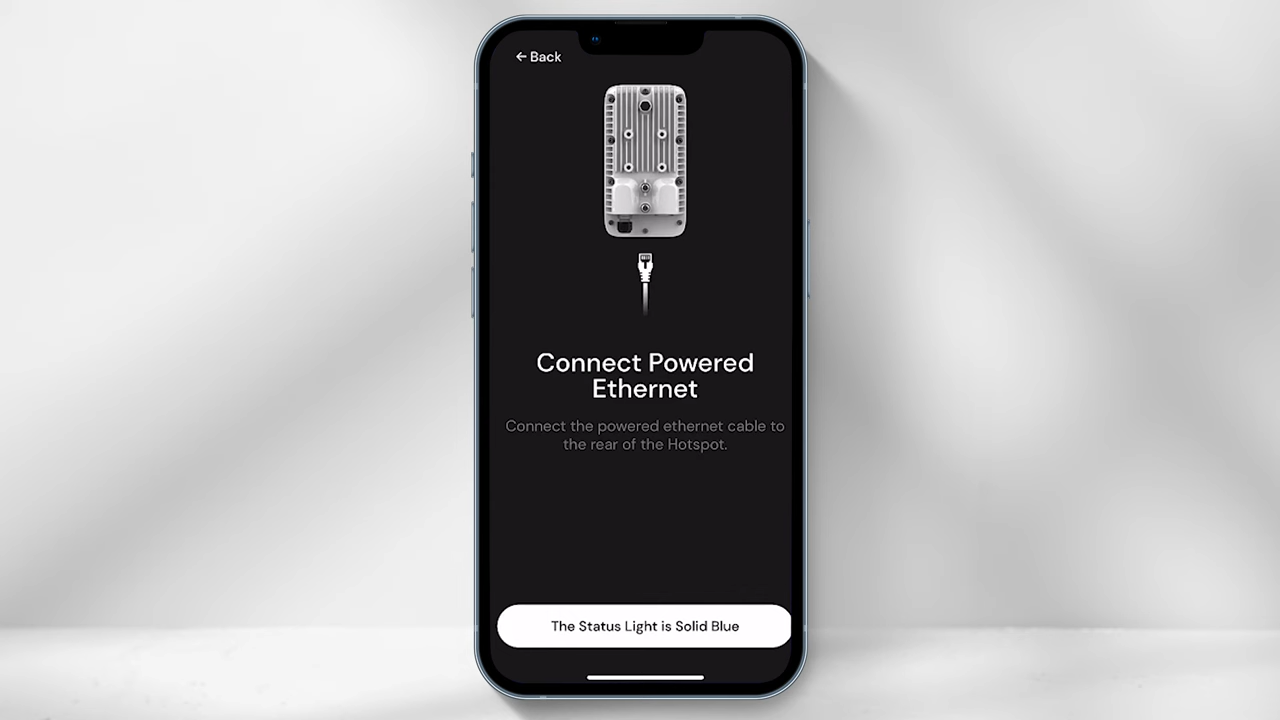 ← Back
Connect Powered
Ethernet
Connect the powered ethernet cable to
the rear of the Hotspot.
The Status Light is Solid Blue